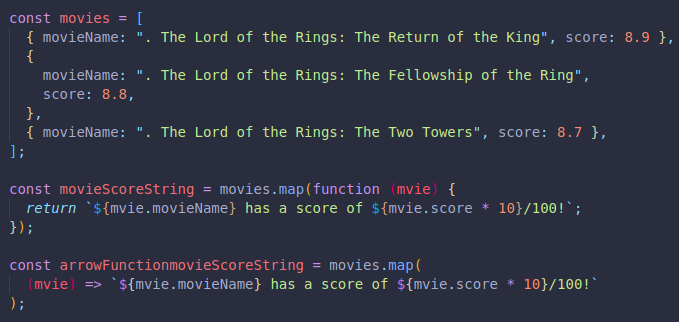 const movies = [
  { movieName: ". The Lord of the Rings: The Return of the King", score: 8.9 },
  {
    movieName: ". The Lord of the Rings: The Fellowship of the Ring",
    score: 8.8,
  },
  { movieName: ". The Lord of the Rings: The Two Towers", score: 8.7 },
];

const movieScoreString = movies.map(function (mvie) {
  return `${mvie.movieName} has a score of ${mvie.score * 10}/100!`;
});

const arrowFunctionmovieScoreString = movies.map(
  (mvie) => `${mvie.movieName} has a score of ${mvie.score * 10}/100!`
);